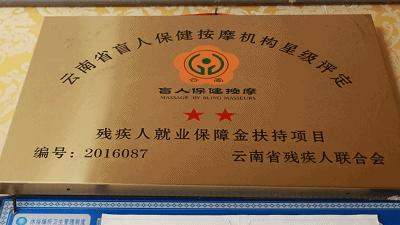 云南省盲人保健按摩机构星级评定
云南
盲人保健按摩
MASSAGE BY BLIND MASSEURS
残疾人就业保障金扶持项目
编号：2016087
云南省残疾人联合会